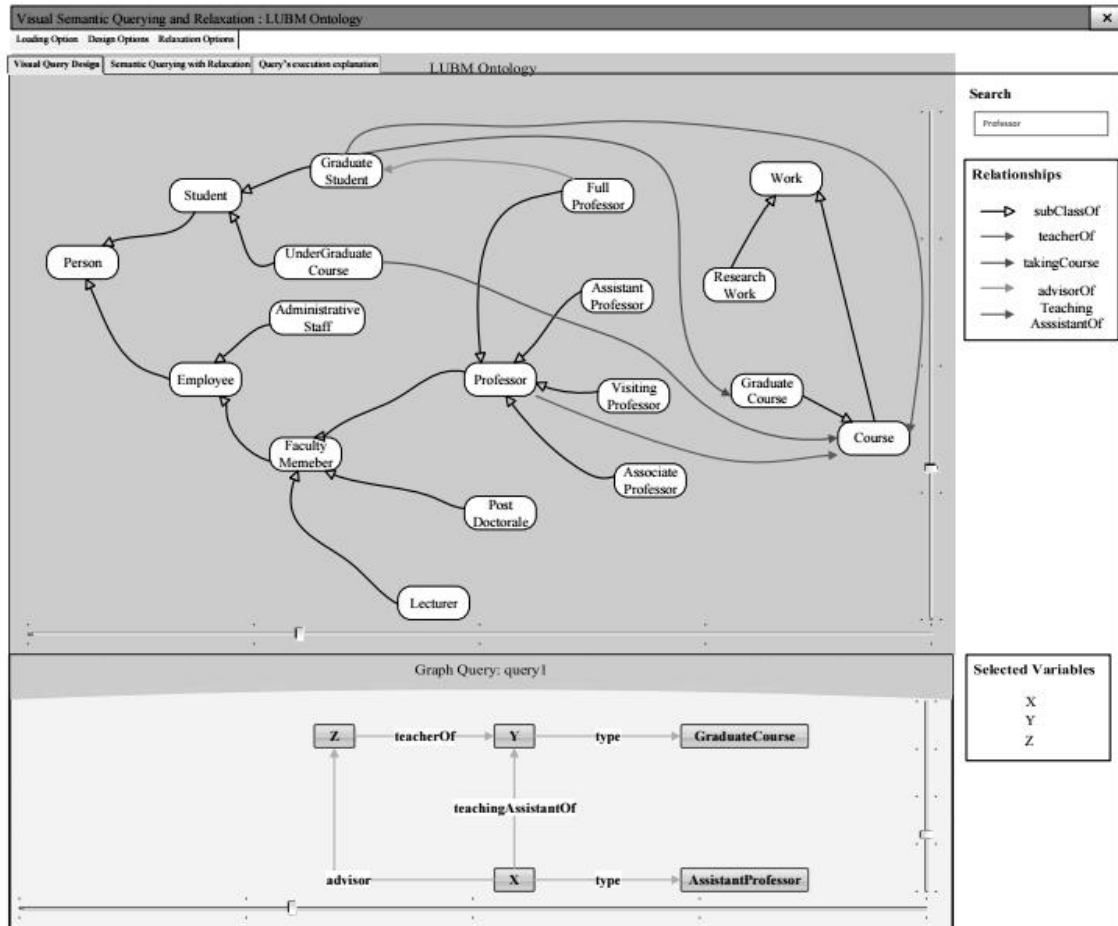 Visual Semantic Querying and Relaxation : LUBM Ontology
X
Loading Option Design Options Relaxation Options
Visual Query Design Semantic Querying with Relaxation Query's execution explanation
LUBM Ontology
Search
Professor
Relationships
subClassOf
teacherOf
takingCourse
advisorOf
Teaching
AsssistantOf
Graduate
Student
Student
Full
Professor
Work
Person
UnderGraduate
Course
Research
Work
Assistant
Professor
Administrative
Staff
Employee
Professor
Visiting
Professor
Graduate
Course
Course
Faculty
Memeber
Associate
Professor
Post
Doctorale
Lecturer
Graph Query: query1
Z
teacherOf
Y
type
GraduateCourse
teachingAssistantOf
advisor
X
type
AssistantProfessor
Selected Variables
X
Y
Z